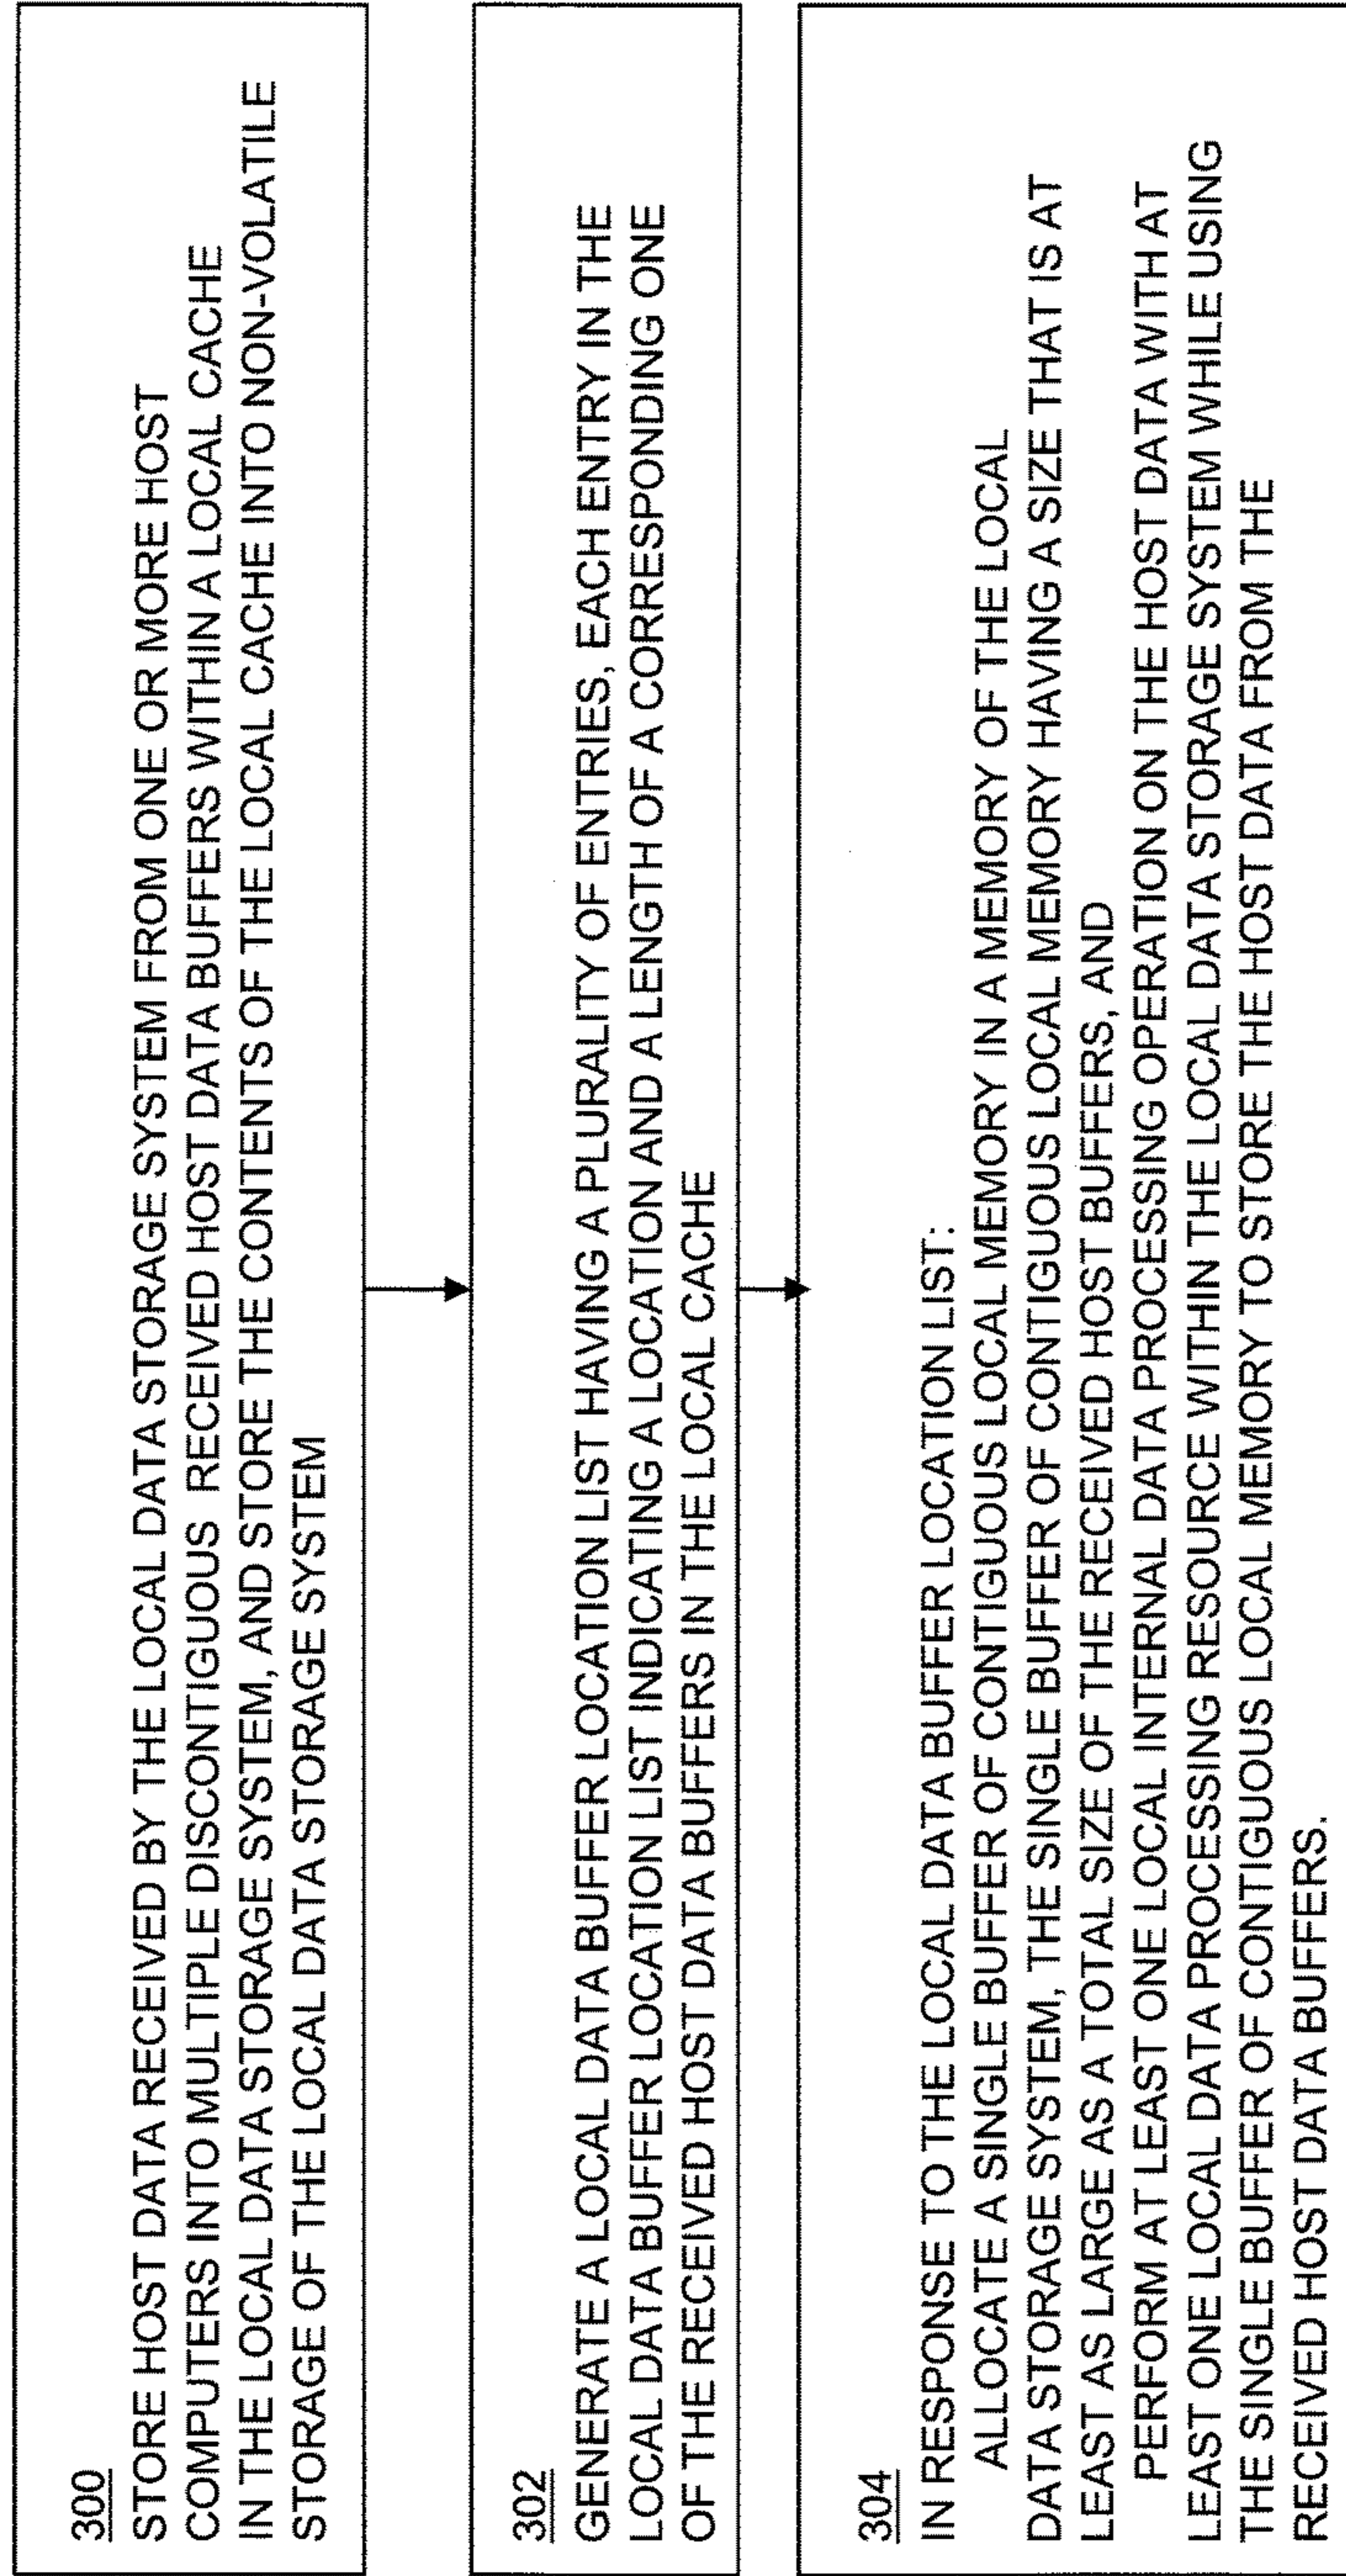 300
STORE HOST DATA RECEIVED BY THE LOCAL DATA STORAGE SYSTEM FROM ONE OR MORE HOST
COMPUTERS INTO MULTIPLE DISCONTIGUOUS RECEIVED HOST DATA BUFFERS WITHIN A LOCAL CACHE
IN THE LOCAL DATA STORAGE SYSTEM, AND STORE THE CONTENTS OF THE LOCAL CACHE INTO NON-VOLATILE
STORAGE OF THE LOCAL DATA STORAGE SYSTEM
302
GENERATE A LOCAL DATA BUFFER LOCATION LIST HAVING A PLURALITY OF ENTRIES, EACH ENTRY IN THE
LOCAL DATA BUFFER LOCATION LIST INDICATING A LOCATION AND A LENGTH OF A CORRESPONDING ONE
OF THE RECEIVED HOST DATA BUFFERS IN THE LOCAL CACHE
304
IN RESPONSE TO THE LOCAL DATA BUFFER LOCATION LIST:
ALLOCATE A SINGLE BUFFER OF CONTIGUOUS LOCAL MEMORY IN A MEMORY OF THE LOCAL
DATA STORAGE SYSTEM, THE SINGLE BUFFER OF CONTIGUOUS LOCAL MEMORY HAVING A SIZE THAT IS AT
LEAST AS LARGE AS A TOTAL SIZE OF THE RECEIVED HOST BUFFERS, AND
PERFORM AT LEAST ONE LOCAL INTERNAL DATA PROCESSING OPERATION ON THE HOST DATA WITH AT
LEAST ONE LOCAL DATA PROCESSING RESOURCE WITHIN THE LOCAL DATA STORAGE SYSTEM WHILE USING
THE SINGLE BUFFER OF CONTIGUOUS LOCAL MEMORY TO STORE THE HOST DATA FROM THE
RECEIVED HOST DATA BUFFERS.